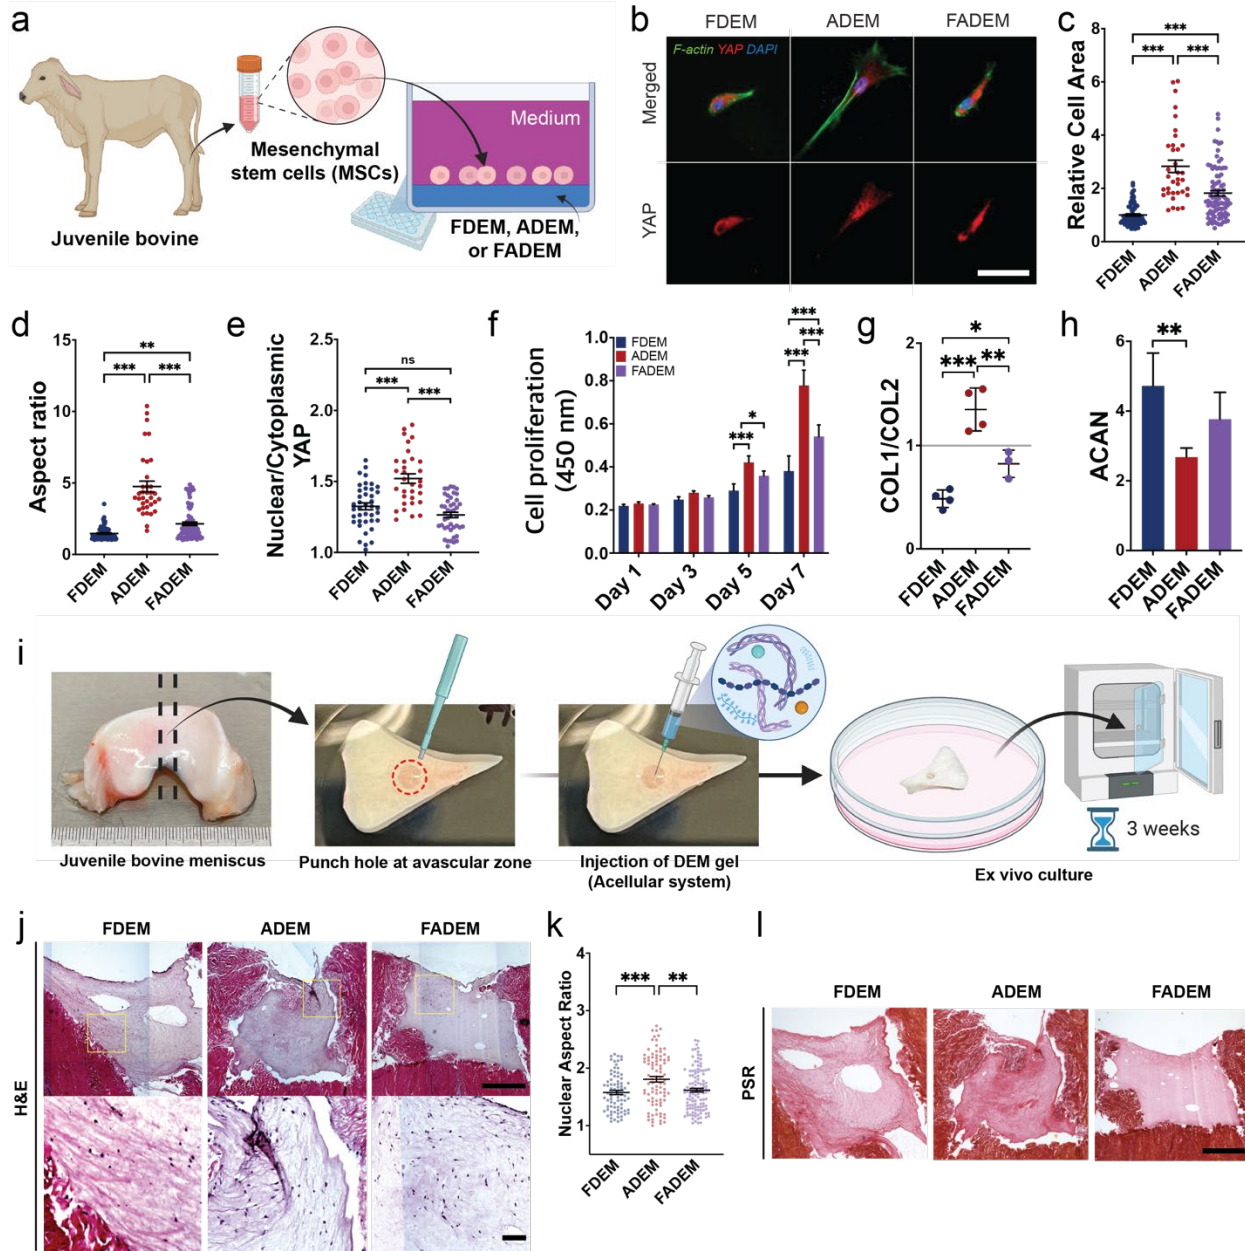 a
Medium
Mesenchymal
stem cells (MSCs)
Juvenile bovine
FDEM, ADEM,
or FADEM
b
FDEM
ADEM
FADEM
F-actin YAP DAPI
Merged
YAP
c
Relative Cell Area
8
6
4
2
0
***
***
***
FDEM
ADEM
FADEM
d
Aspect ratio
15
10
5
0
**
***
***
FDEM
ADEM
FADEM
e
Nuclear/Cytoplasmic
YAP
2.5
2.0
1.5
1.0
ns
***
***
FDEM
ADEM
FADEM
f
Cell proliferation
(450 nm)
1.0
0.8
0.6
0.4
0.2
0.0
FDEM
ADEM
FADEM
***
*
***
***
***
Day 1
Day 3
Day 5
Day 7
g
COL1/COL2
2
1
0
*
***
**
FDEM
ADEM
FADEM
h
ACAN
6
4
2
0
**
FDEM
ADEM
FADEM
i
Juvenile bovine meniscus
Punch hole at avascular zone
Injection of DEM gel
(Acellular system)
Ex vivo culture
3 weeks
j
FDEM
ADEM
FADEM
H&E
k
Nuclear Aspect Ratio
4
3
2
1
***
**
FDEM
ADEM
FADEM
l
FDEM
ADEM
FADEM
PSR